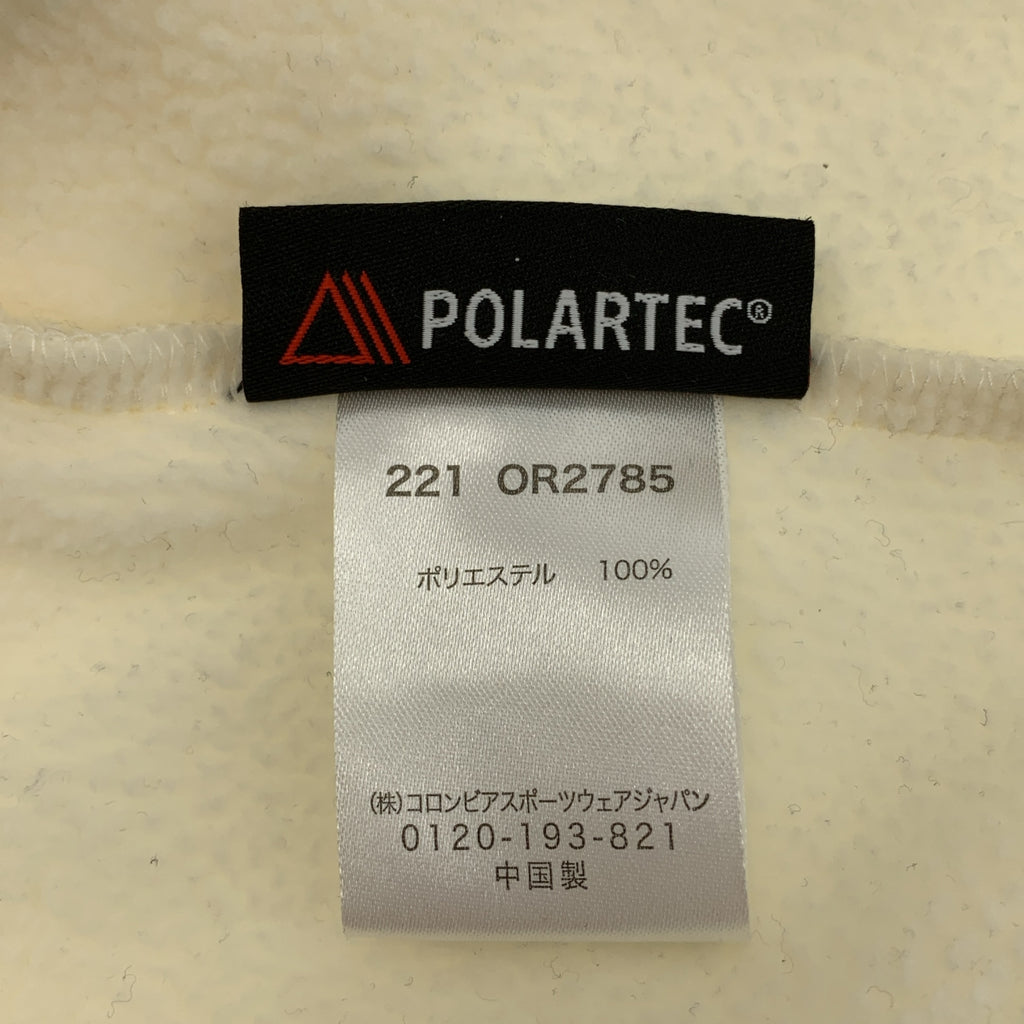 POLARTEC®
221 OR2785
ポリエステル 100%
(株)コロンビアスポーツウェアジャパン
0120-193-821
中国製